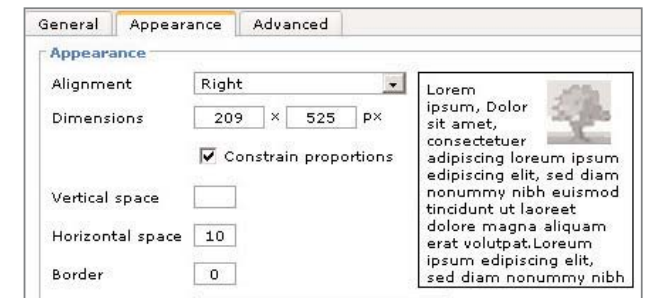 General Appearance Advanced
Appearance
Alignment Right
Dimensions 209 × 525 px
Constrain proportions
Vertical space
Horizontal space 10
Border 0
Lorem
ipsum, Dolor
sit amet,
consectetuer
adipiscing loreum ipsum
edipiscing elit, sed diam
nonummy nibh euismod
tincidunt ut laoreet
dolore magna aliquam
erat volutpat.Loreum
ipsum edipiscing elit,
sed diam nonummy nibh